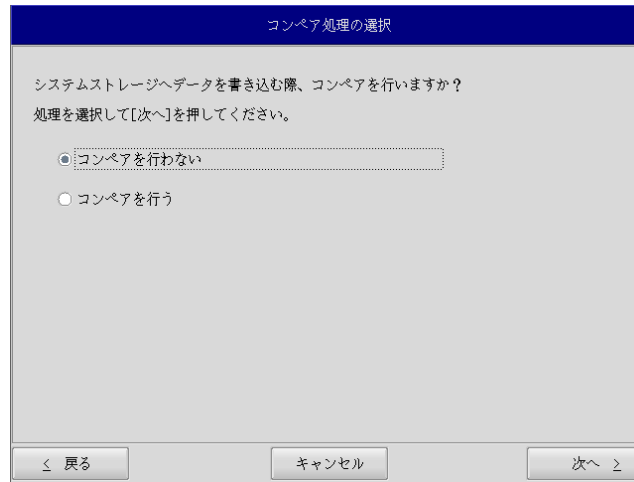 コンペア処理の選択
システムストレージへデータを書き込む際、コンペアを行いますか？
処理を選択して[次へ]を押してください。
コンペアを行わない
コンペアを行う
< 戻る
キャンセル
次へ >